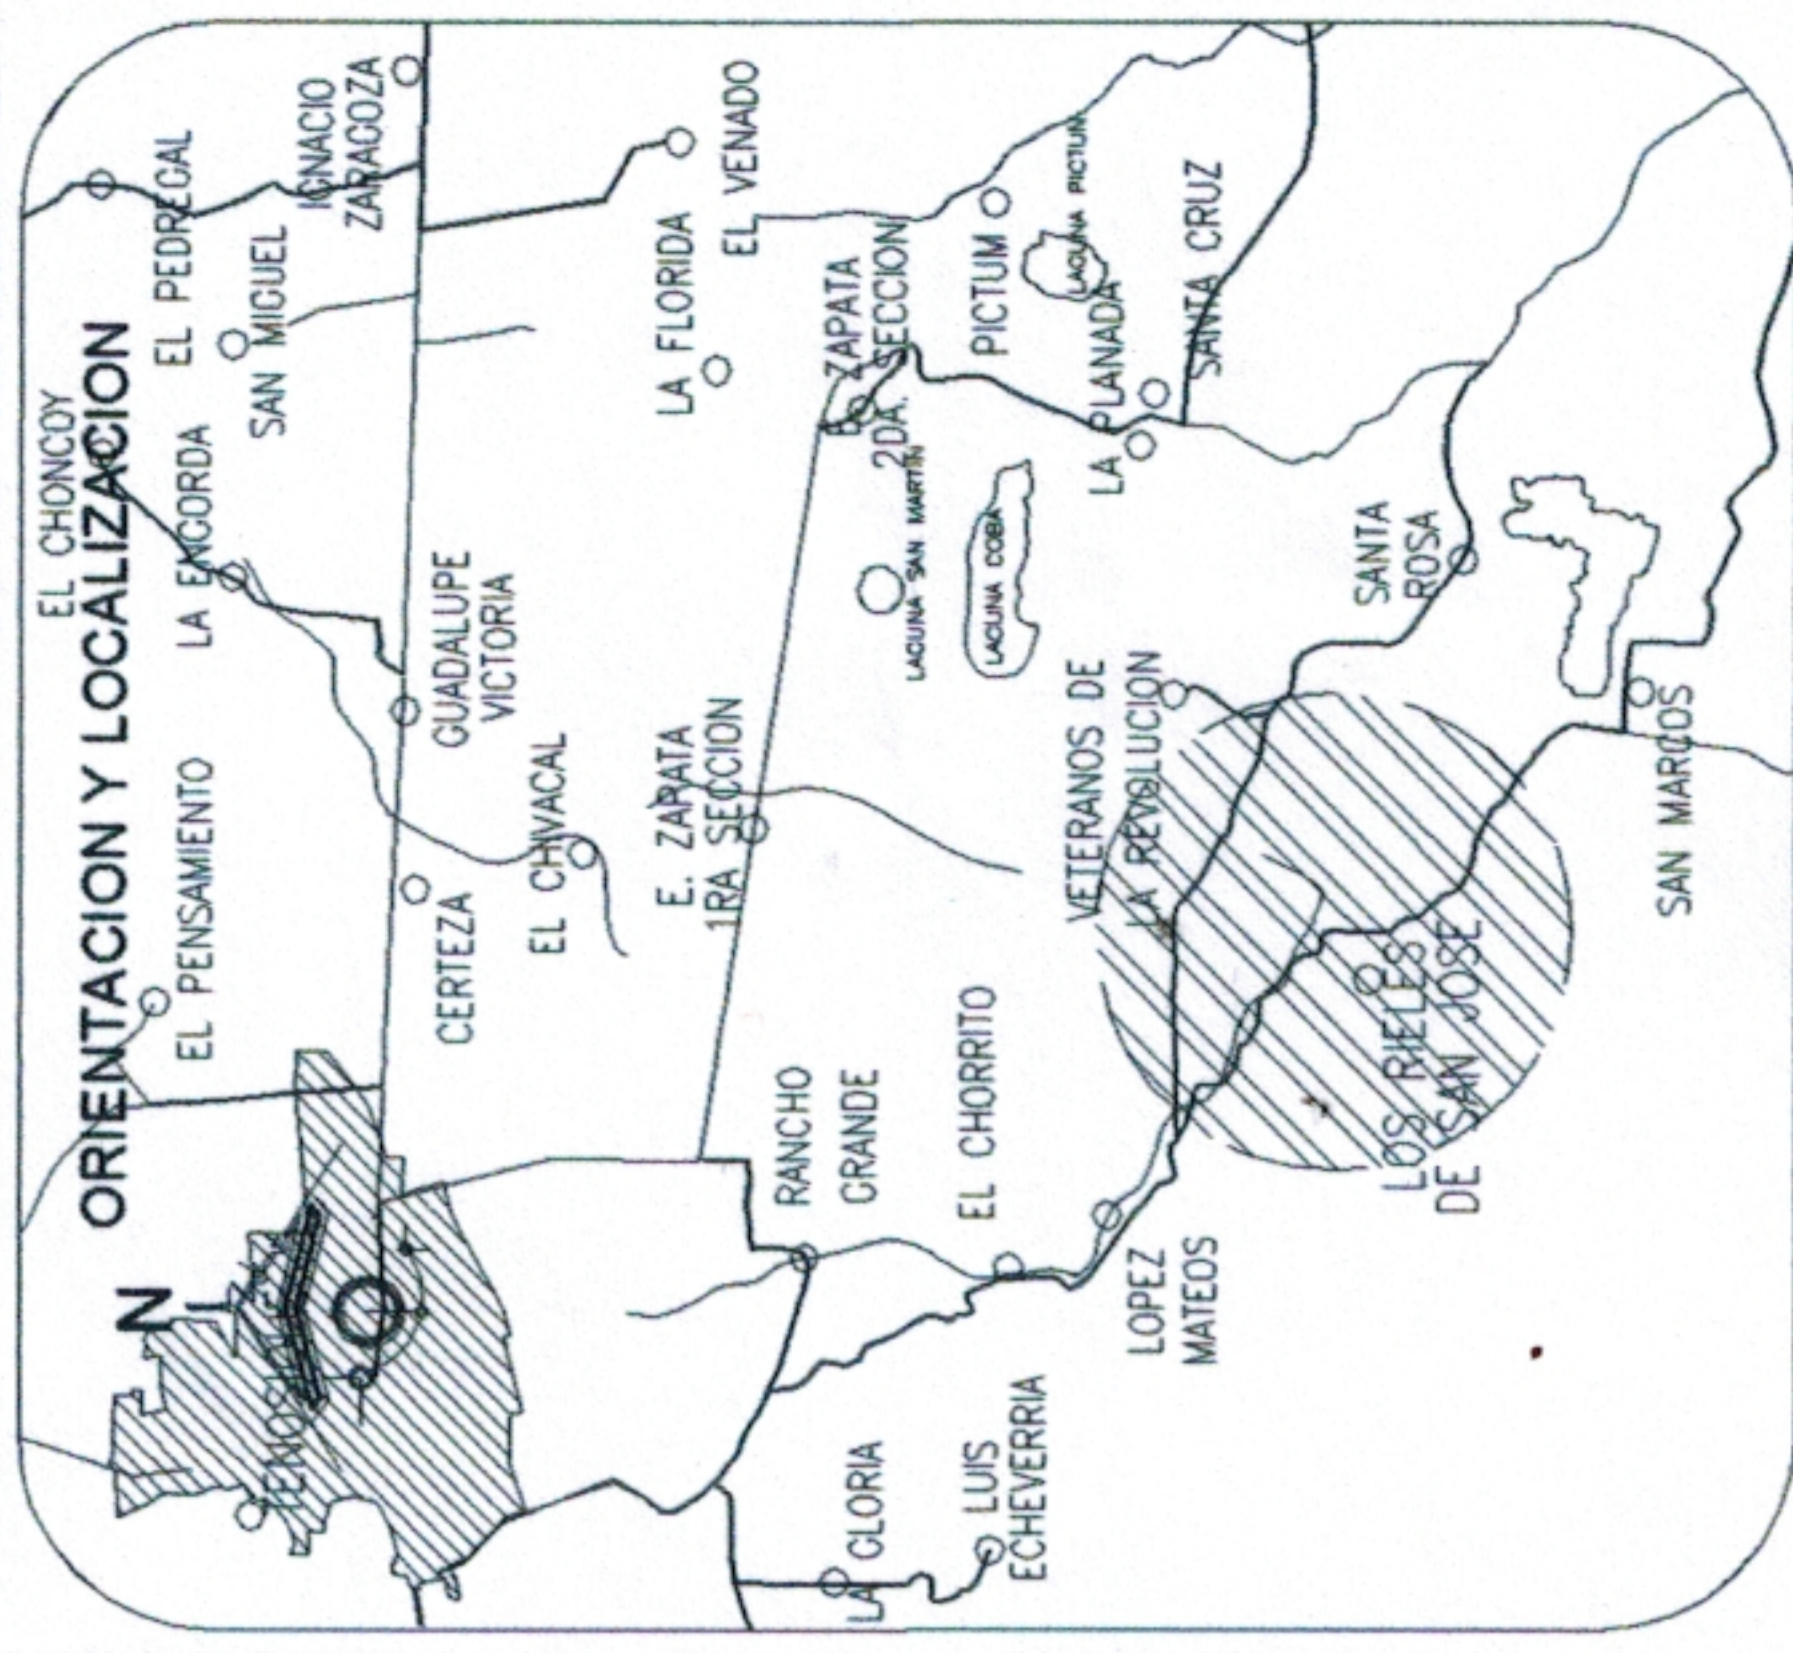 EL CHONCOY
ORIENTACION Y LOCALIZACION
N
EL PENSAMIENTO
LA ENCORDA
EL PEDREGAL
SAN MIGUEL
IGNACIO
ZARAGOZA
TENOSIQUE
GUADALUPE
VICTORIA
CERTEZA
EL CHIVACAL
E. ZAPATA
1RA SECCION
LA FLORIDA
EL VENADO
E. ZAPATA
2DA. SECCION
RANCHO
GRANDE
LAGUNA SAN MARTIN
LAGUNA COBA
PICTUM
LAGUNA PICTUM
LA GLORIA
LUIS
ECHEVERRIA
EL CHORRITO
VETERANOS DE
LA REVOLUCION
LA PLANADA
SANTA CRUZ
LOPEZ
MATEOS
SANTA
ROSA
LOS RIELES
DE SAN JOSE
SAN MARCOS